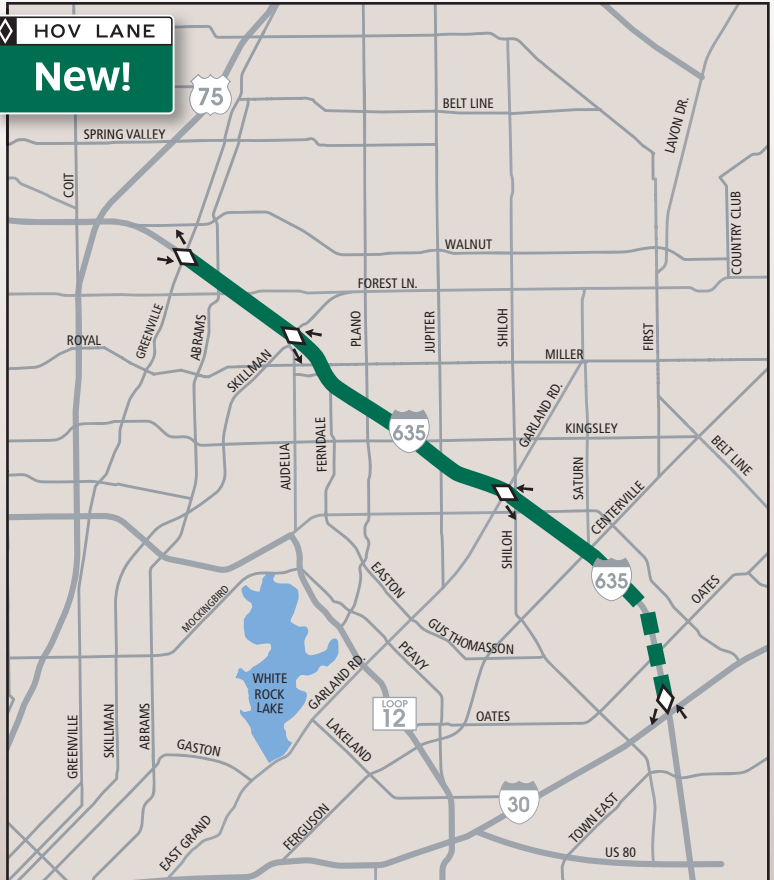 HOV LANE
New!
75
BELT LINE
LAVON DR.
SPRING VALLEY
COIT
COUNTRY CLUB
WALNUT
FOREST LN.
GREENVILLE
ABRAMS
PLANO
JUPITER
SHILOH
FIRST
ROYAL
SKILLMAN
MILLER
GARLAND RD.
635
KINGSLEY
BELT LINE
AUDELIA
FERNDALE
SATURN
CENTERVILLE
SHILOH
635
EASTON
OATES
MOCKINGBIRD
GUS THOMASSON
PEAVY
WHITE
ROCK
LAKE
GARLAND RD.
LOOP
12
OATES
GREENVILLE
SKILLMAN
ABRAMS
GASTON
LAKELAND
30
EAST GRAND
FERGUSON
TOWN EAST
US 80